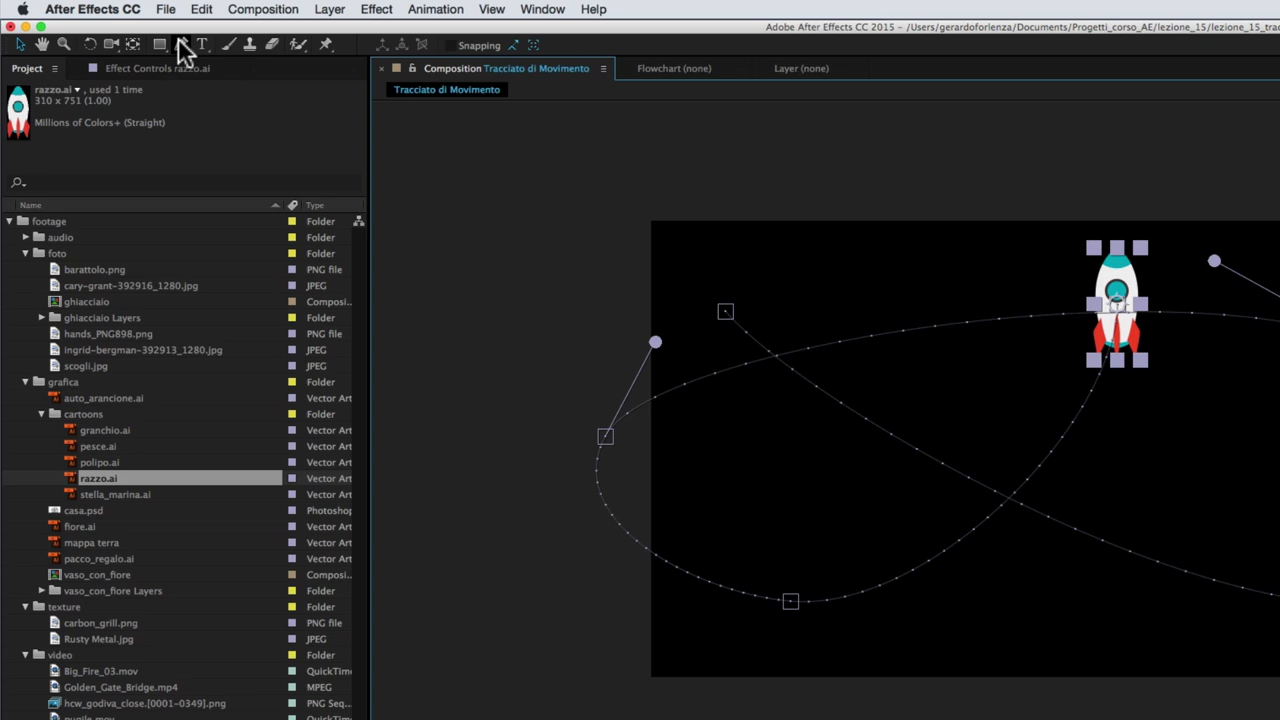 After Effects CC File Edit Composition Layer Effect Animation View Window Help
Adobe After Effects CC 2015 – /Users/gerardoforlenza/Documents/Progetti_corso_AE/lezione_15/lezione_15_trac
Snapping
Project Effect Controls razzo.ai
Composition Tracciato di Movimento Flowchart (none) Layer (none)
Tracciato di Movimento
razzo.ai , used 1 time
310 x 751 (1.00)
Millions of Colors+ (Straight)
Name Type
footage Folder
audio Folder
foto Folder
barattolo.png PNG file
cary-grant-392916_1280.jpg JPEG
ghiacciaio Composi...
ghiacciaio Layers Folder
hands_PNG898.png PNG file
ingrid-bergman-392913_1280.jpg JPEG
scogli.jpg JPEG
grafica Folder
auto_arancione.ai Vector Art
cartoons Folder
granchio.ai Vector Art
pesce.ai Vector Art
polipo.ai Vector Art
razzo.ai Vector Art
stella_marina.ai Vector Art
casa.psd Photoshop
fiore.ai Vector Art
mappa terra Vector Art
pacco_regalo.ai Vector Art
vaso_con_fiore Composi...
vaso_con_fiore Layers Folder
texture Folder
carbon_grill.png PNG file
Rusty Metal.jpg JPEG
video Folder
Big_Fire_03.mov QuickTime
Golden_Gate_Bridge.mp4 MPEG
hcw_godiva_close.[0001-0349].png PNG Seq...